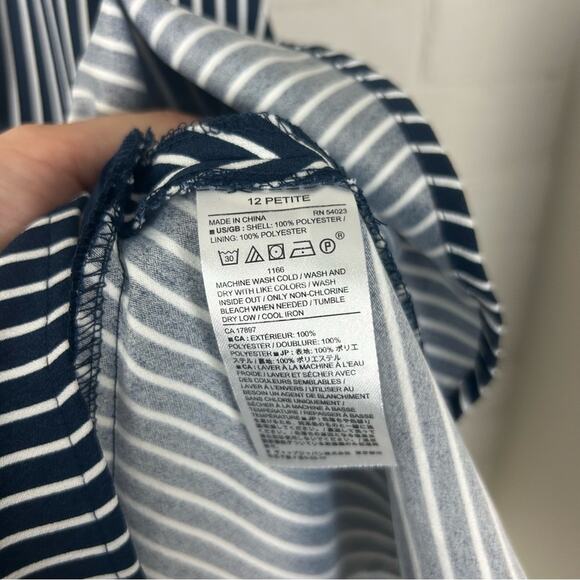 12 PETITE
MADE IN CHINA RN 54023
■ US/GB: SHELL: 100% POLYESTER /
LINING: 100% POLYESTER
30 P ®
1166
MACHINE WASH COLD / WASH AND
DRY WITH LIKE COLORS / WASH
INSIDE OUT / ONLY NON-CHLORINE
BLEACH WHEN NEEDED / TUMBLE
DRY LOW / COOL IRON
CA 17897
■ CA: EXTÉRIEUR: 100%
POLYESTER / DOUBLURE: 100%
POLYESTER ■ JP: 表地: 100% ポリエ
ステル / 裏地: 100% ポリエステル
■ CA: LAVER À LA MACHINE À L'EAU
FROIDE / LAVER ET SÉCHER AVEC
DES COULEURS SEMBLABLES /
LAVER À L'ENVERS / UTILISER AU
BESOIN UN AGENT DE BLANCHIMENT
SANS CHLORE UNIQUEMENT /
SÉCHER EN MACHINE À BASSE
TEMPÉRATURE / REPASSER À BASSE
TEMPÉRATURE